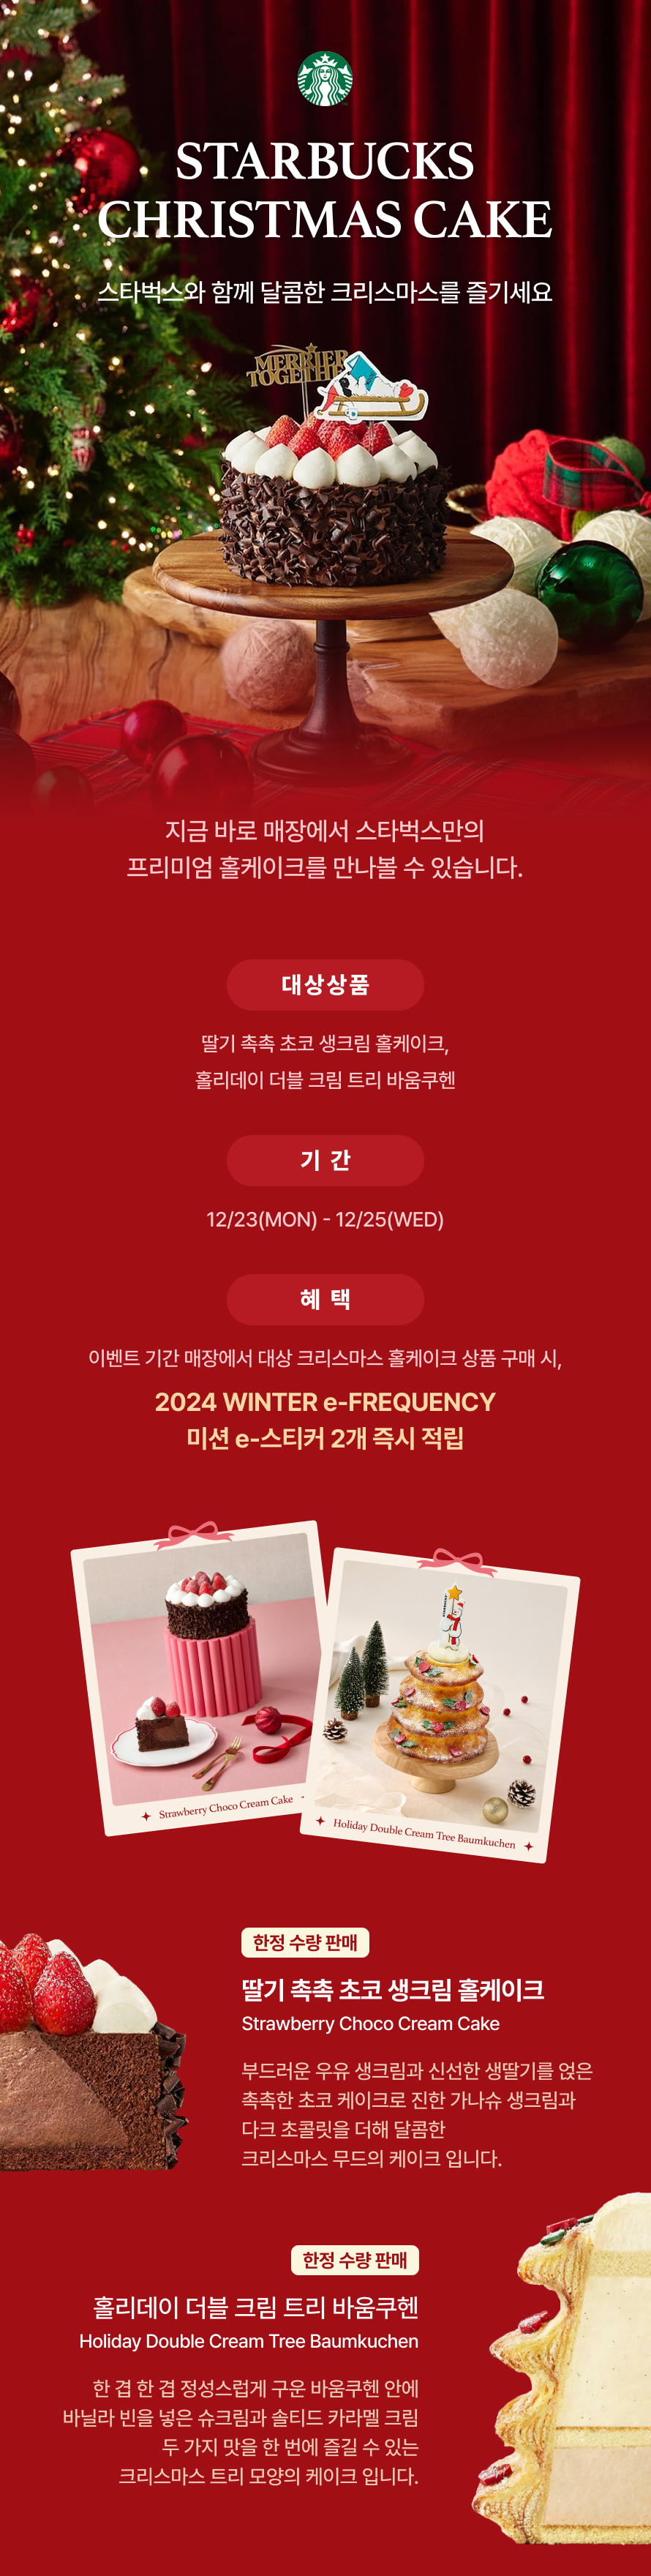 STARBUCKS
CHRISTMAS CAKE
스타벅스와 함께 달콤한 크리스마스를 즐기세요
MERRIER
TOGETHER
지금 바로 매장에서 스타벅스만의
프리미엄 홀케이크를 만나볼 수 있습니다.
대상상품
딸기 촉촉 초코 생크림 홀케이크,
홀리데이 더블 크림 트리 바움쿠헨
기 간
12/23(MON) - 12/25(WED)
혜 택
이벤트 기간 매장에서 대상 크리스마스 홀케이크 상품 구매 시,
2024 WINTER e-FREQUENCY
미션 e-스티커 2개 즉시 적립
Strawberry Choco Cream Cake
Holiday Double Cream Tree Baumkuchen
한정 수량 판매
딸기 촉촉 초코 생크림 홀케이크
Strawberry Choco Cream Cake
부드러운 우유 생크림과 신선한 생딸기를 얹은
촉촉한 초코 케이크로 진한 가나슈 생크림과
다크 초콜릿을 더해 달콤한
크리스마스 무드의 케이크 입니다.
한정 수량 판매
홀리데이 더블 크림 트리 바움쿠헨
Holiday Double Cream Tree Baumkuchen
한 겹 한 겹 정성스럽게 구운 바움쿠헨 안에
바닐라 빈을 넣은 슈크림과 솔티드 카라멜 크림
두 가지 맛을 한 번에 즐길 수 있는
크리스마스 트리 모양의 케이크 입니다.